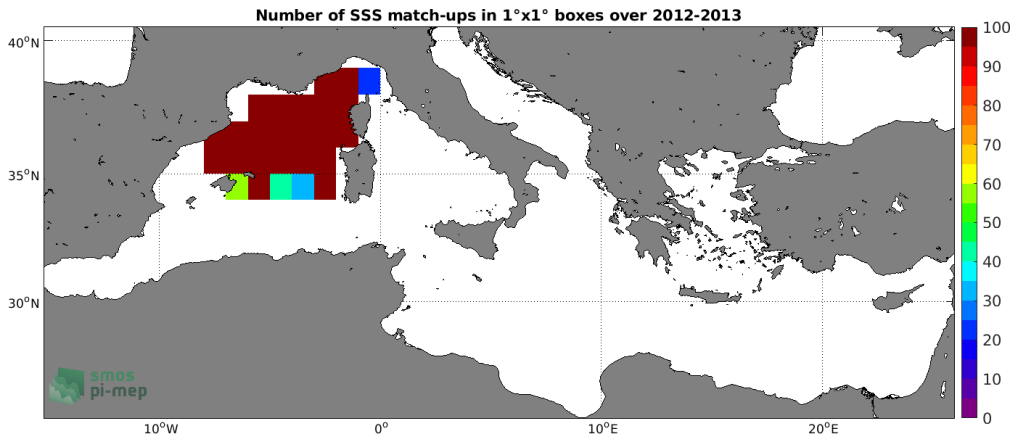 Number of SSS match-ups in 1°x1° boxes over 2012-2013
40°N
35°N
30°N
10°W
0°
10°E
20°E
100
90
80
70
60
50
40
30
20
10
0
smos
pi-mep